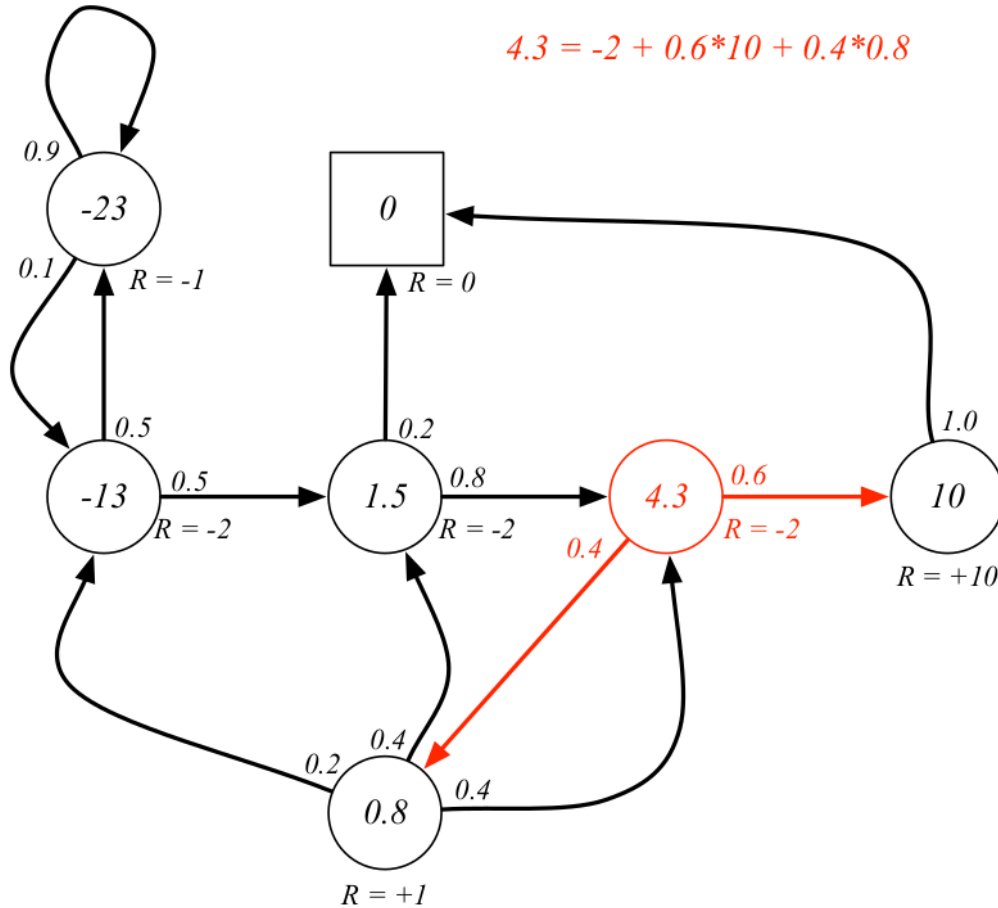 4.3 = -2 + 0.6*10 + 0.4*0.8
0.9
-23
0
0.1
R = -1
R = 0
0.5
0.2
1.0
-13
0.5
1.5
0.8
4.3
0.6
10
R = -2
R = -2
0.4
R = -2
R = +10
0.4
0.2
0.4
0.8
R = +1